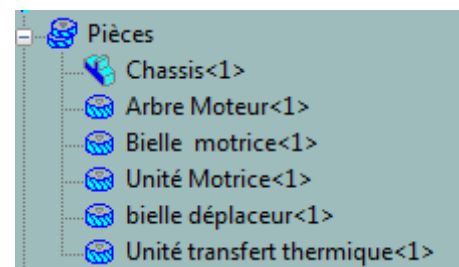 Pièces
Chassis<1>
Arbre Moteur<1>
Bielle  motrice<1>
Unité Motrice<1>
bielle déplaceur<1>
Unité transfert thermique<1>